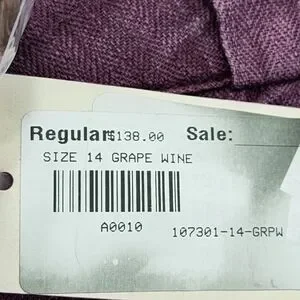 Regular: $138.00 Sale:
SIZE 14 GRAPE WINE
A0010
107301-14-GRPW